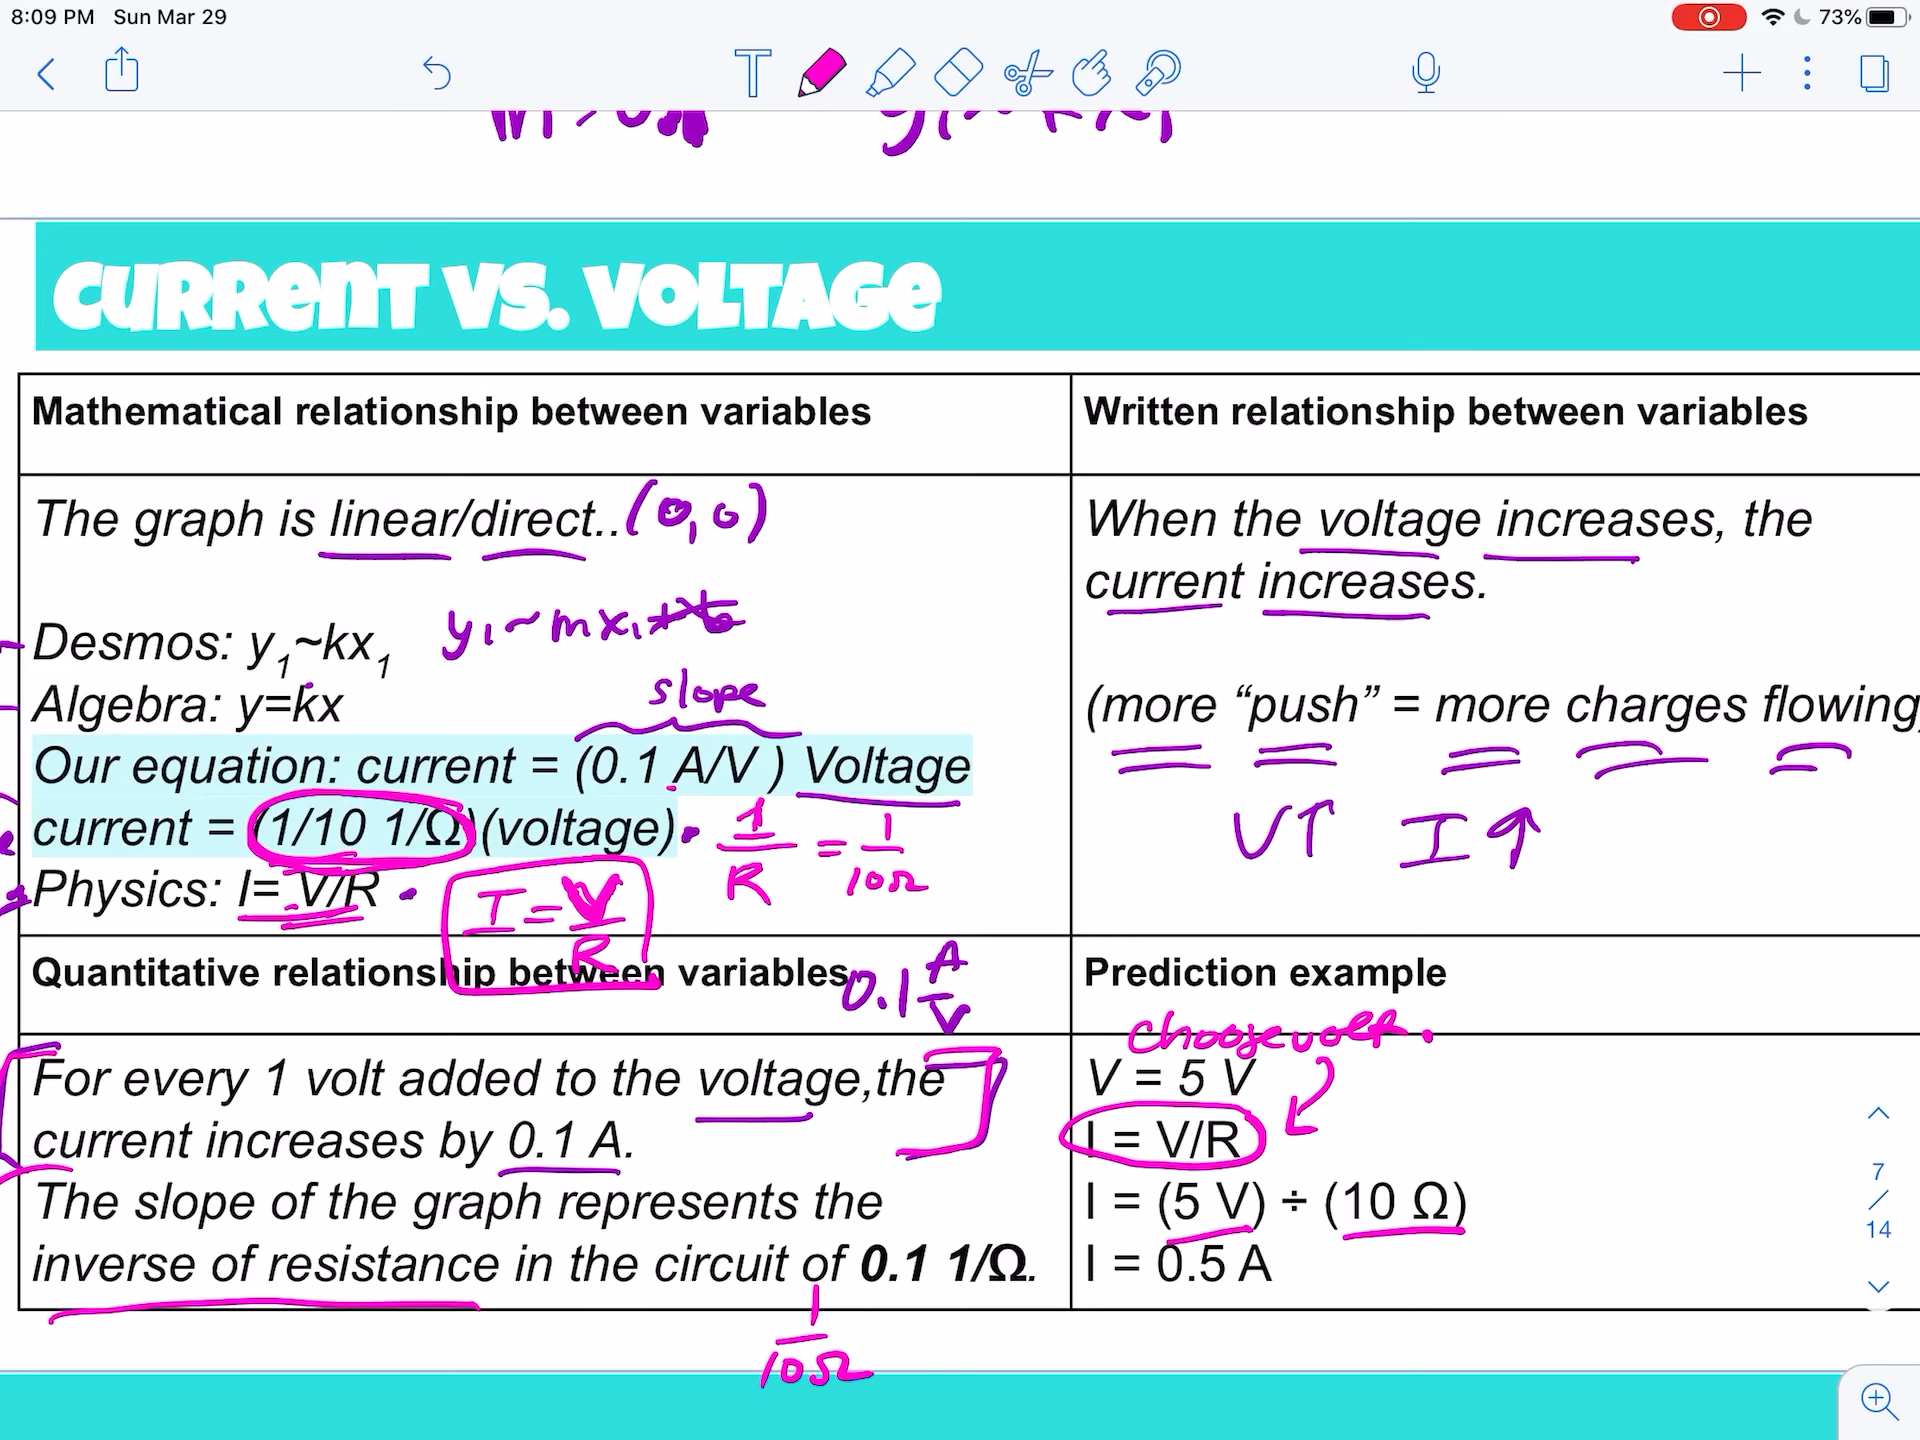 8:09 PM Sun Mar 29
73%
T
CURRENT VS. VOLTAGE
Mathematical relationship between variables
The graph is linear/direct..(0,0)
Desmos: y1~kx1 y1~mx1+b
Algebra: y=kx
slope
Our equation: current = (0.1 A/V ) Voltage
current = (1/10 1/Ω)(voltage) · 1/R = 1/10Ω
Physics: I= V/R · I = V/R
Written relationship between variables
When the voltage increases, the
current increases.
(more “push” = more charges flowing
V↑ I↑
Quantitative relationship between variables 0.1 A/V
For every 1 volt added to the voltage,the
current increases by 0.1 A.
The slope of the graph represents the
inverse of resistance in the circuit of 0.1 1/Ω.
1/10Ω
Prediction example
Choose volt.
V = 5 V
I = V/R
I = (5 V) ÷ (10 Ω)
I = 0.5 A
7
/
14